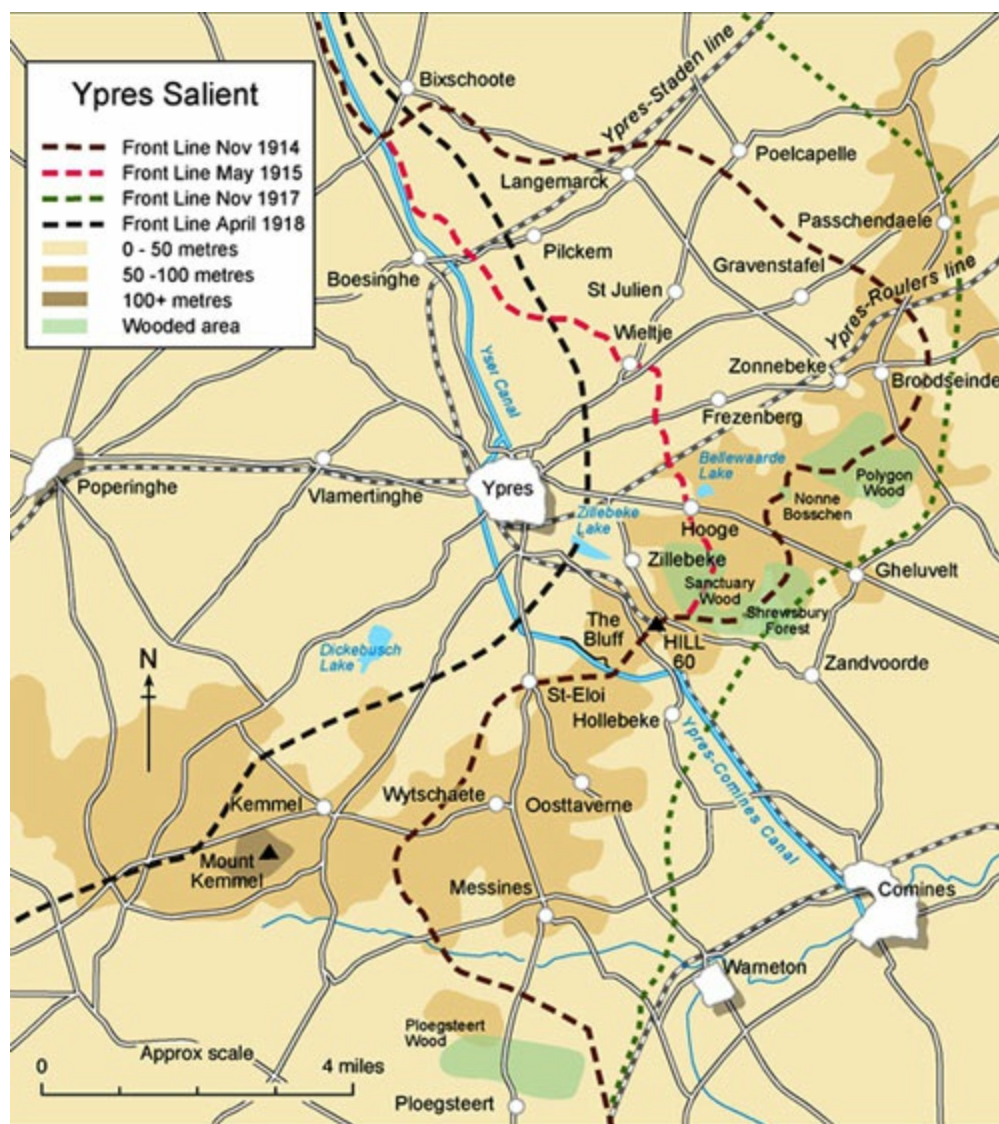 Ypres Salient
Front Line Nov 1914
Front Line May 1915
Front Line Nov 1917
Front Line April 1918
0 - 50 metres
50 -100 metres
100+ metres
Wooded area
Bixschoote
Ypres-Staden line
Poelcapelle
Langemarck
Passchendaele
Pilckem
Boesinghe
Gravenstafel
St Julien
Ypres-Roulers line
Wieltje
Yser Canal
Zonnebeke
Broodseinde
Frezenberg
Bellewaarde
Lake
Polygon
Wood
Poperinghe
Vlamertinghe
Ypres
Nonne
Bosschen
Zillebeke
Lake
Hooge
Zillebeke
Gheluvelt
Sanctuary
Wood
Shrewsbury
Forest
The
Bluff
HILL
60
Dickebusch
Lake
N
Zandvoorde
St-Eloi
Hollebeke
Ypres-Comines Canal
Kemmel
Wytschaete
Oosttaverne
Mount
Kemmel
Messines
Comines
Warneton
Ploegsteert
Wood
Approx scale
0
4 miles
Ploegsteert